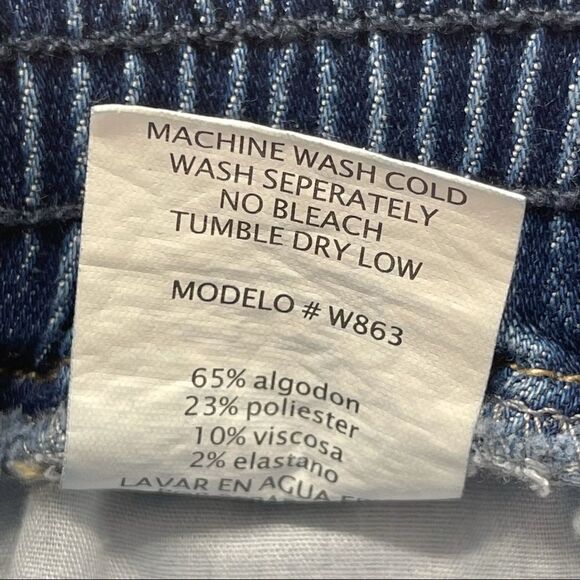 MACHINE WASH COLD
WASH SEPERATELY
NO BLEACH
TUMBLE DRY LOW
MODELO # W863
65% algodon
23% poliester
10% viscosa
2% elastano
LAVAR EN AGUA